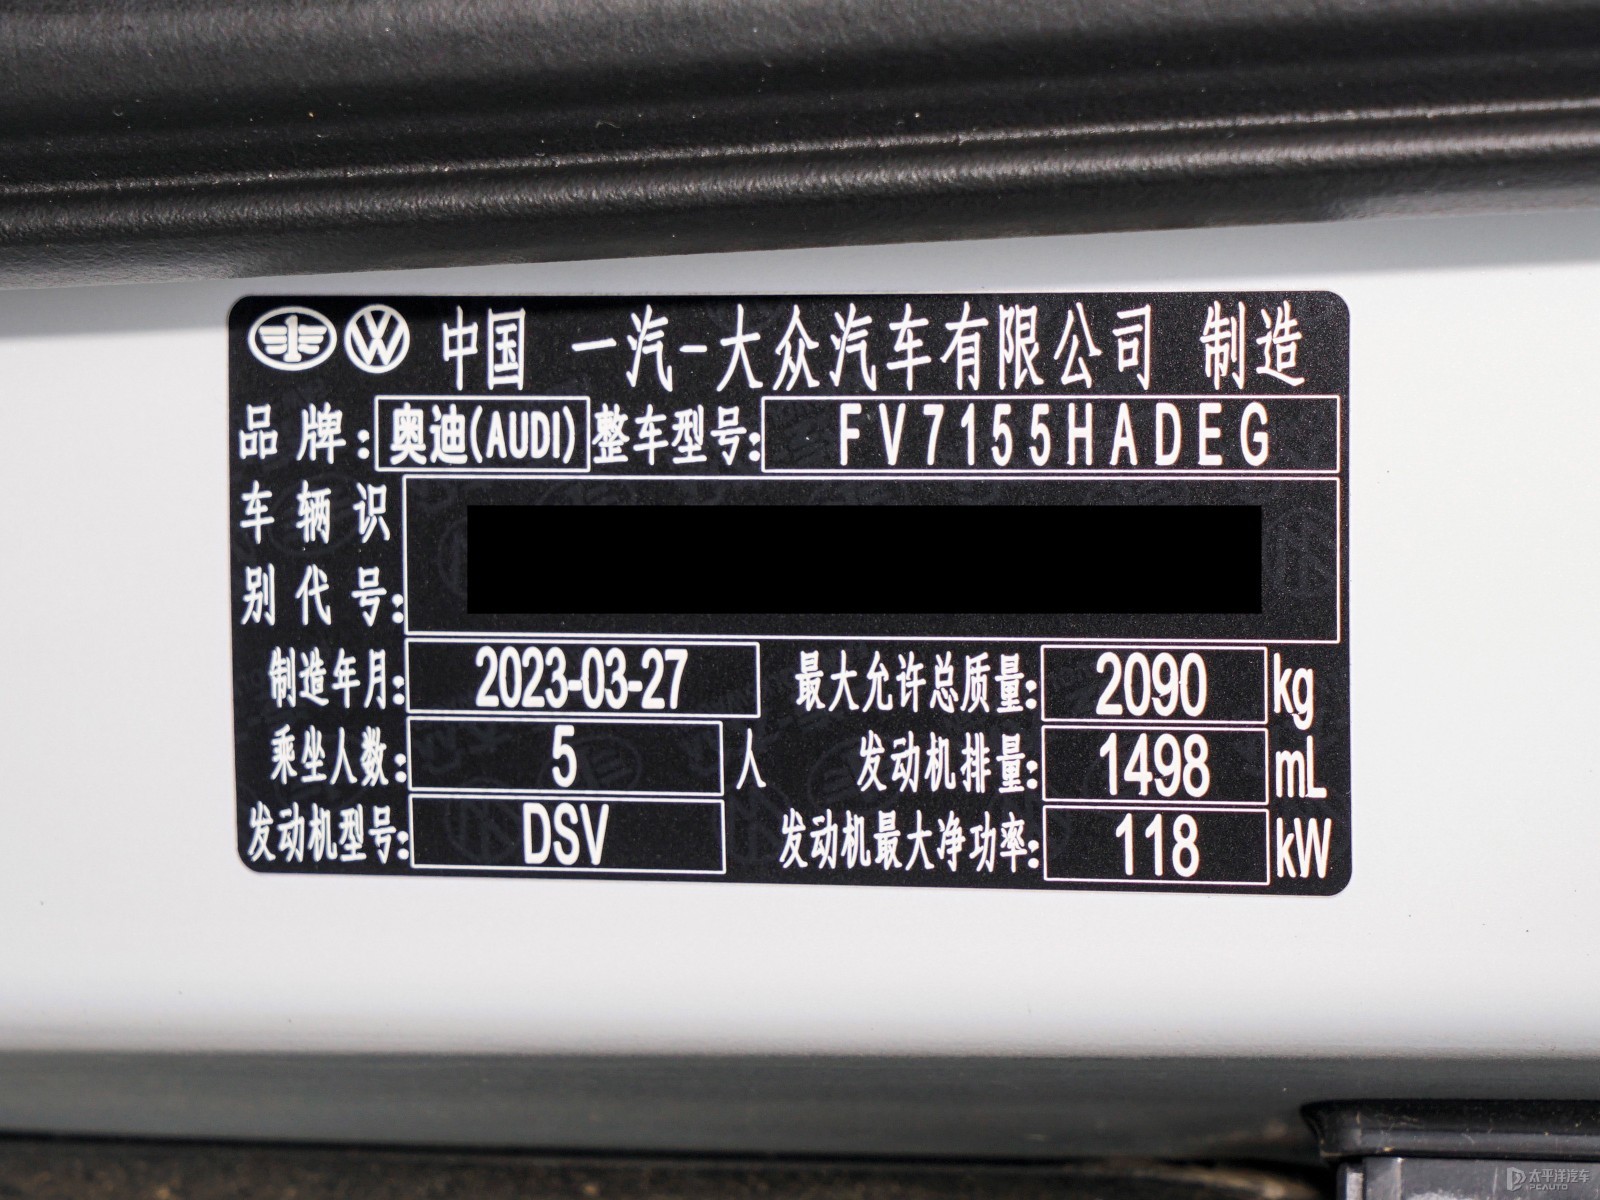 中国 一汽-大众汽车有限公司 制造
品牌: 奥迪(AUDI) 整车型号: FV7155HADEG
车辆识
别代号:
制造年月: 2023-03-27 最大允许总质量: 2090 kg
乘坐人数: 5 人 发动机排量: 1498 mL
发动机型号: DSV 发动机最大净功率: 118 kW
太平洋汽车
PCAUTO